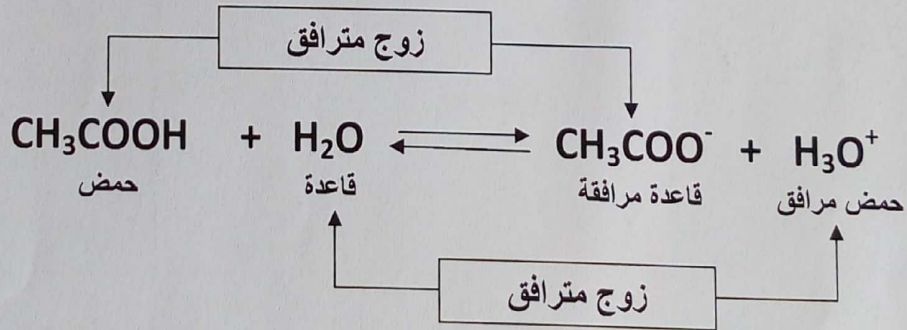 زوج مترافق
CH₃COOH + H₂O ⇌ CH₃COO⁻ + H₃O⁺
حمض قاعدة قاعدة مرافقة حمض مرافق
زوج مترافق